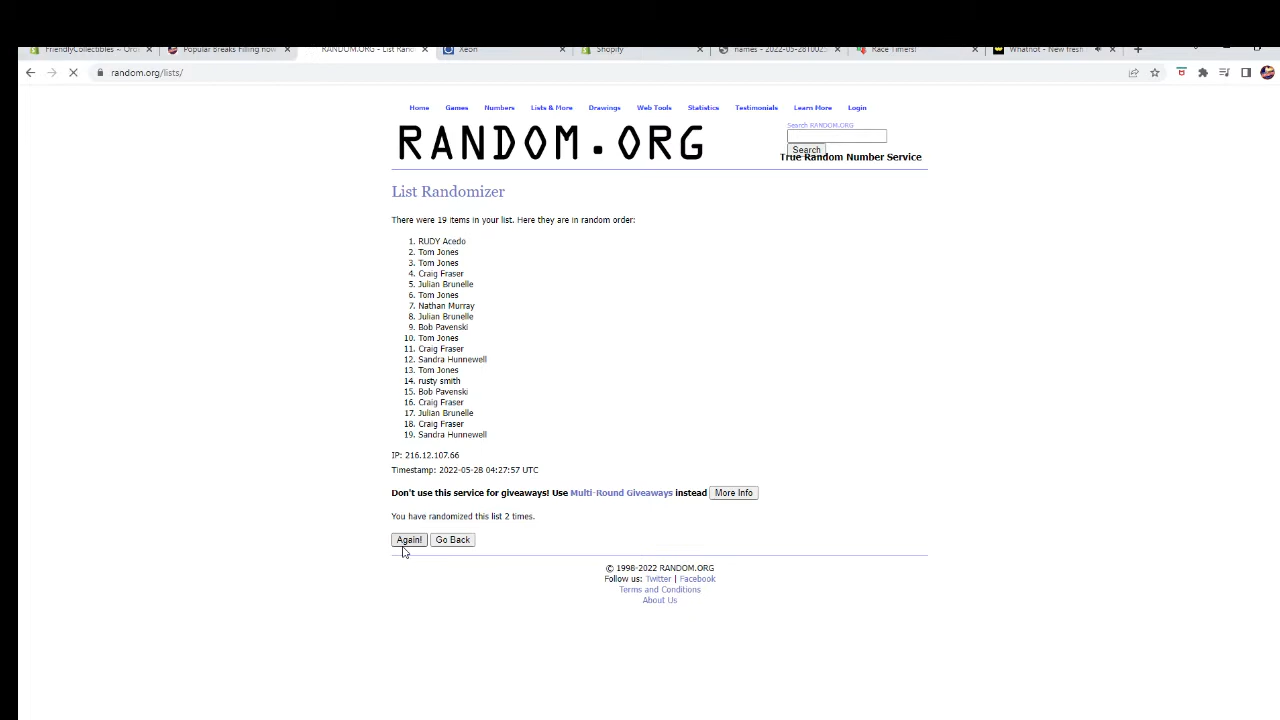 FriendlyCollectibles ~ Ord
Popular Breaks Filling now
RANDOM.ORG - List Rand
Xeon
Shopify
names - 2022-05-28T002
Race Timers!
Whatnot - New fresh
random.org/lists/
Home Games Numbers Lists & More Drawings Web Tools Statistics Testimonials Learn More Login
RANDOM.ORG
Search RANDOM.ORG
Search
True Random Number Service
List Randomizer
There were 19 items in your list. Here they are in random order:
1. RUDY Acedo
2. Tom Jones
3. Tom Jones
4. Craig Fraser
5. Julian Brunelle
6. Tom Jones
7. Nathan Murray
8. Julian Brunelle
9. Bob Pavenski
10. Tom Jones
11. Craig Fraser
12. Sandra Hunnewell
13. Tom Jones
14. rusty smith
15. Bob Pavenski
16. Craig Fraser
17. Julian Brunelle
18. Craig Fraser
19. Sandra Hunnewell
IP: 216.12.107.66
Timestamp: 2022-05-28 04:27:57 UTC
Don't use this service for giveaways! Use Multi-Round Giveaways instead More Info
You have randomized this list 2 times.
Again! Go Back
© 1998-2022 RANDOM.ORG
Follow us: Twitter | Facebook
Terms and Conditions
About Us